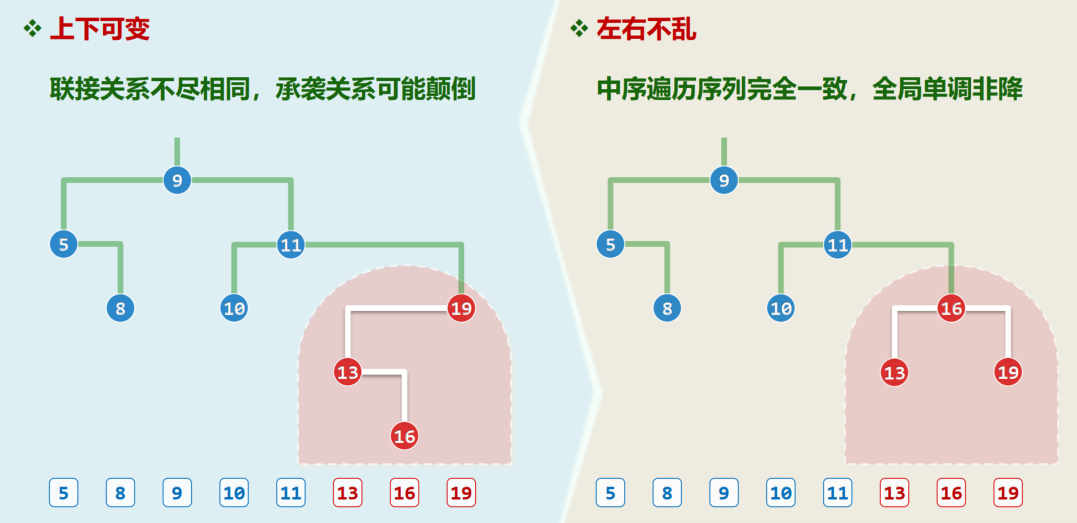 ❖ 上下可变
联接关系不尽相同，承袭关系可能颠倒
9
5 11
8 10 19
13
16
5 8 9 10 11 13 16 19
❖ 左右不乱
中序遍历序列完全一致，全局单调非降
9
5 11
8 10 16
13 19
5 8 9 10 11 13 16 19